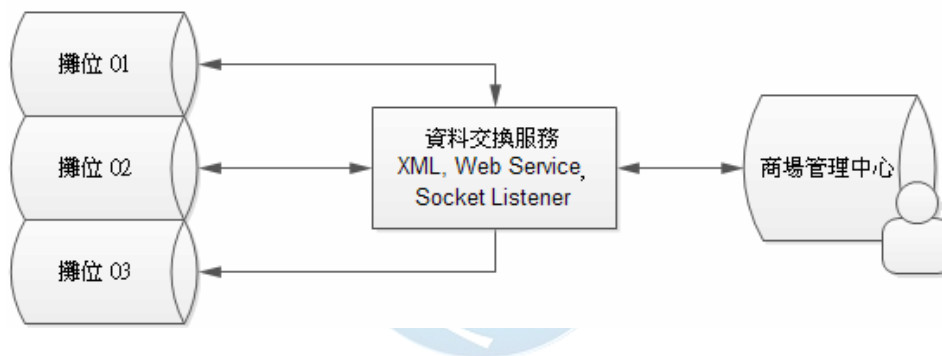 攤位 01
攤位 02
攤位 03
資料交換服務
XML, Web Service,
Socket Listener
商場管理中心